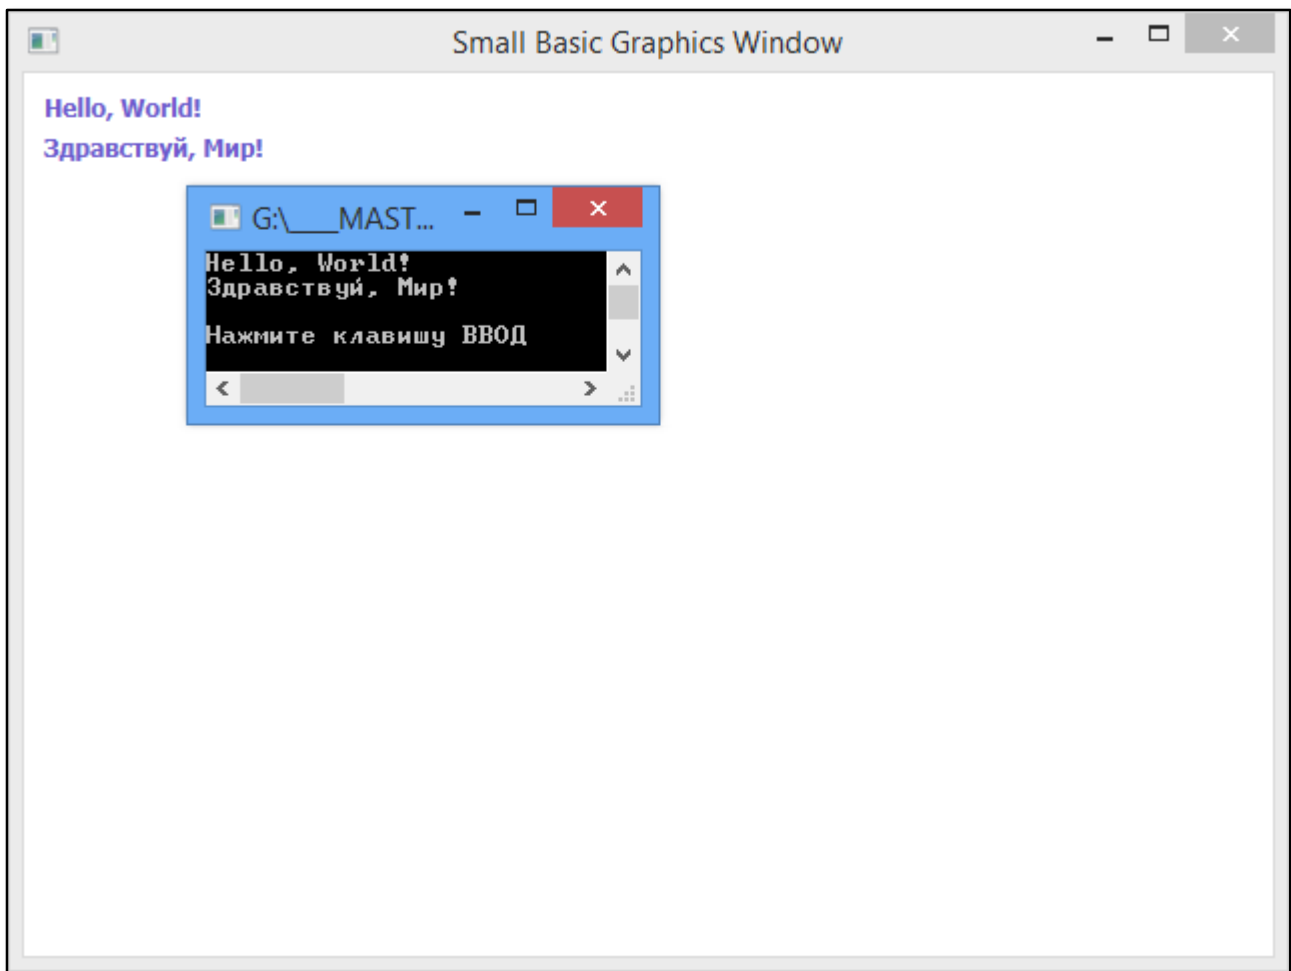 Small Basic Graphics Window
Hello, World!
Здравствуй, Мир!
G:\___MAST...
Hello, World!
Здравствуй, Мир!
Нажмите клавишу ВВОД